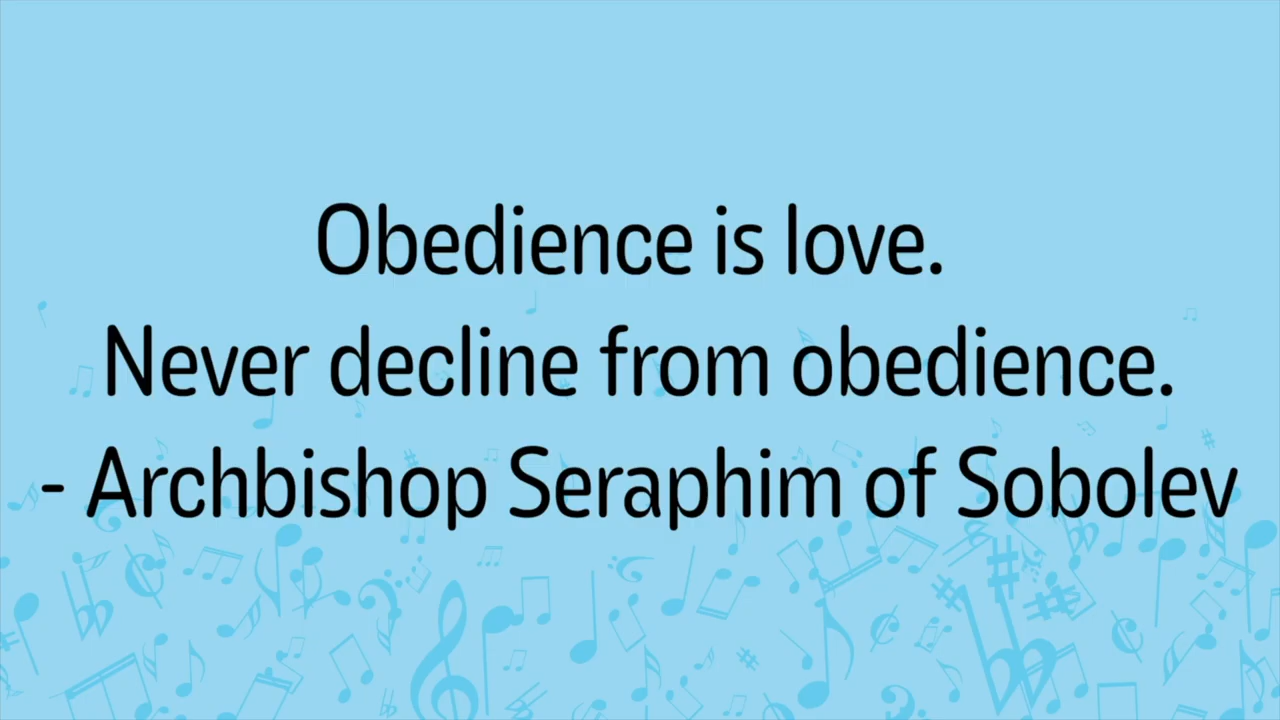 Obedience is love.
Never decline from obedience.
- Archbishop Seraphim of Sobolev